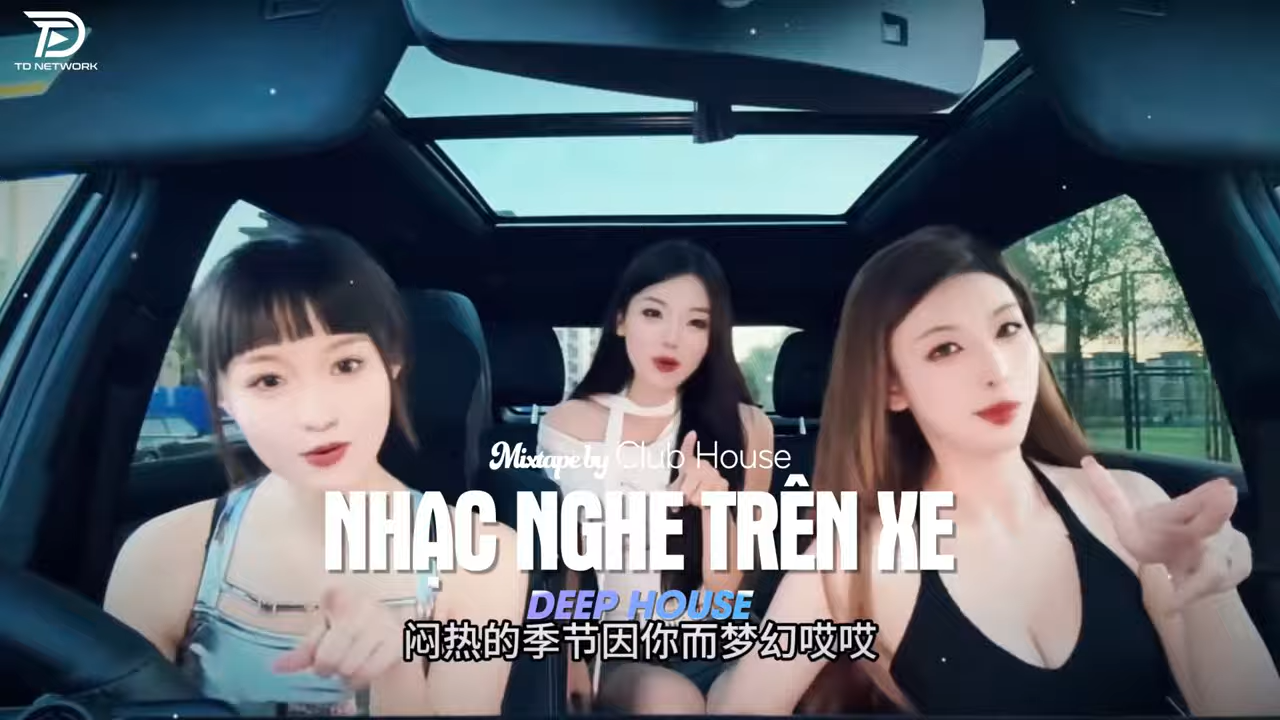 TD NETWORK
Mixtape by Club House
NHẠC NGHE TRÊN XE
DEEP HOUSE
闷热的季节因你而梦幻哎哎